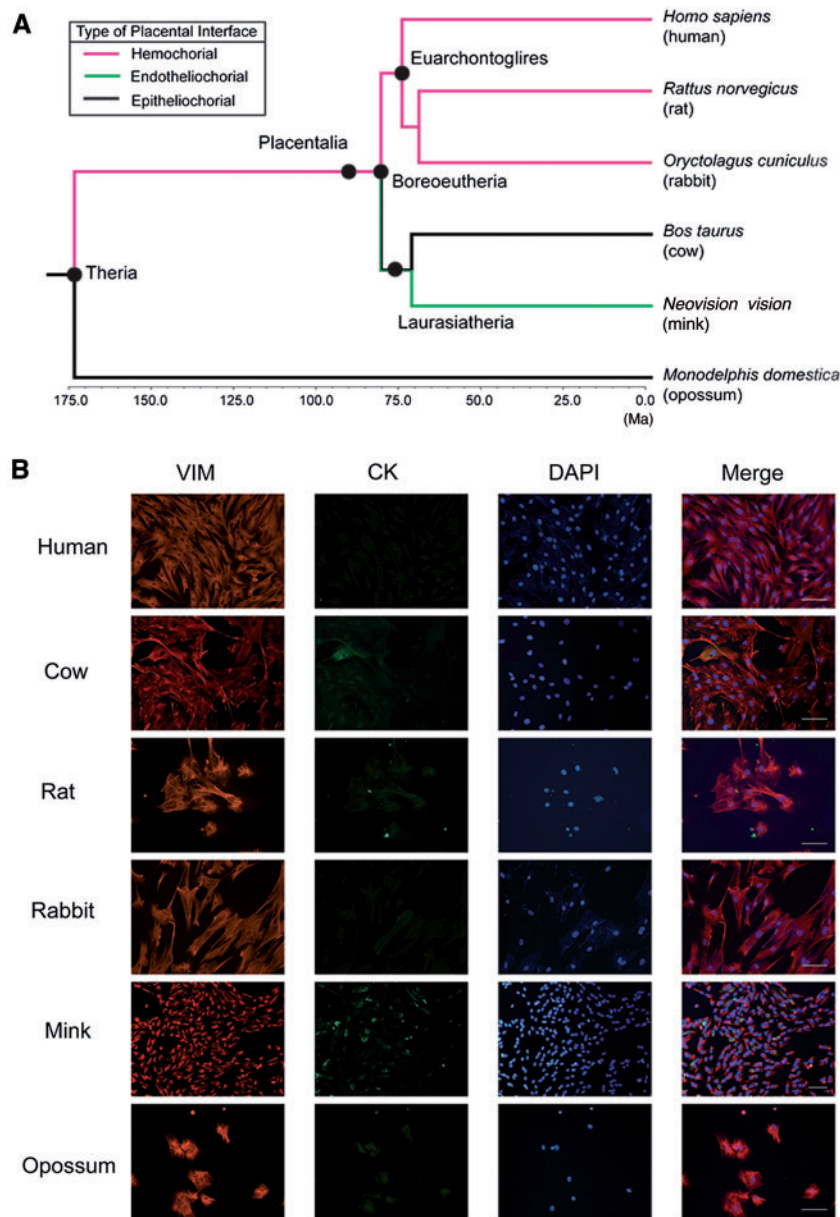 A
Type of Placental Interface
Hemochorial
Endotheliochorial
Epitheliochorial
Homo sapiens
(human)
Euarchontoglires
Rattus norvegicus
(rat)
Placentalia
Oryctolagus cuniculus
(rabbit)
Boreoeutheria
Bos taurus
(cow)
Theria
Neovision vision
(mink)
Laurasiatheria
Monodelphis domestica
(opossum)
175.0 150.0 125.0 100.0 75.0 50.0 25.0 0.0
(Ma)
B
VIM CK DAPI Merge
Human
Cow
Rat
Rabbit
Mink
Opossum